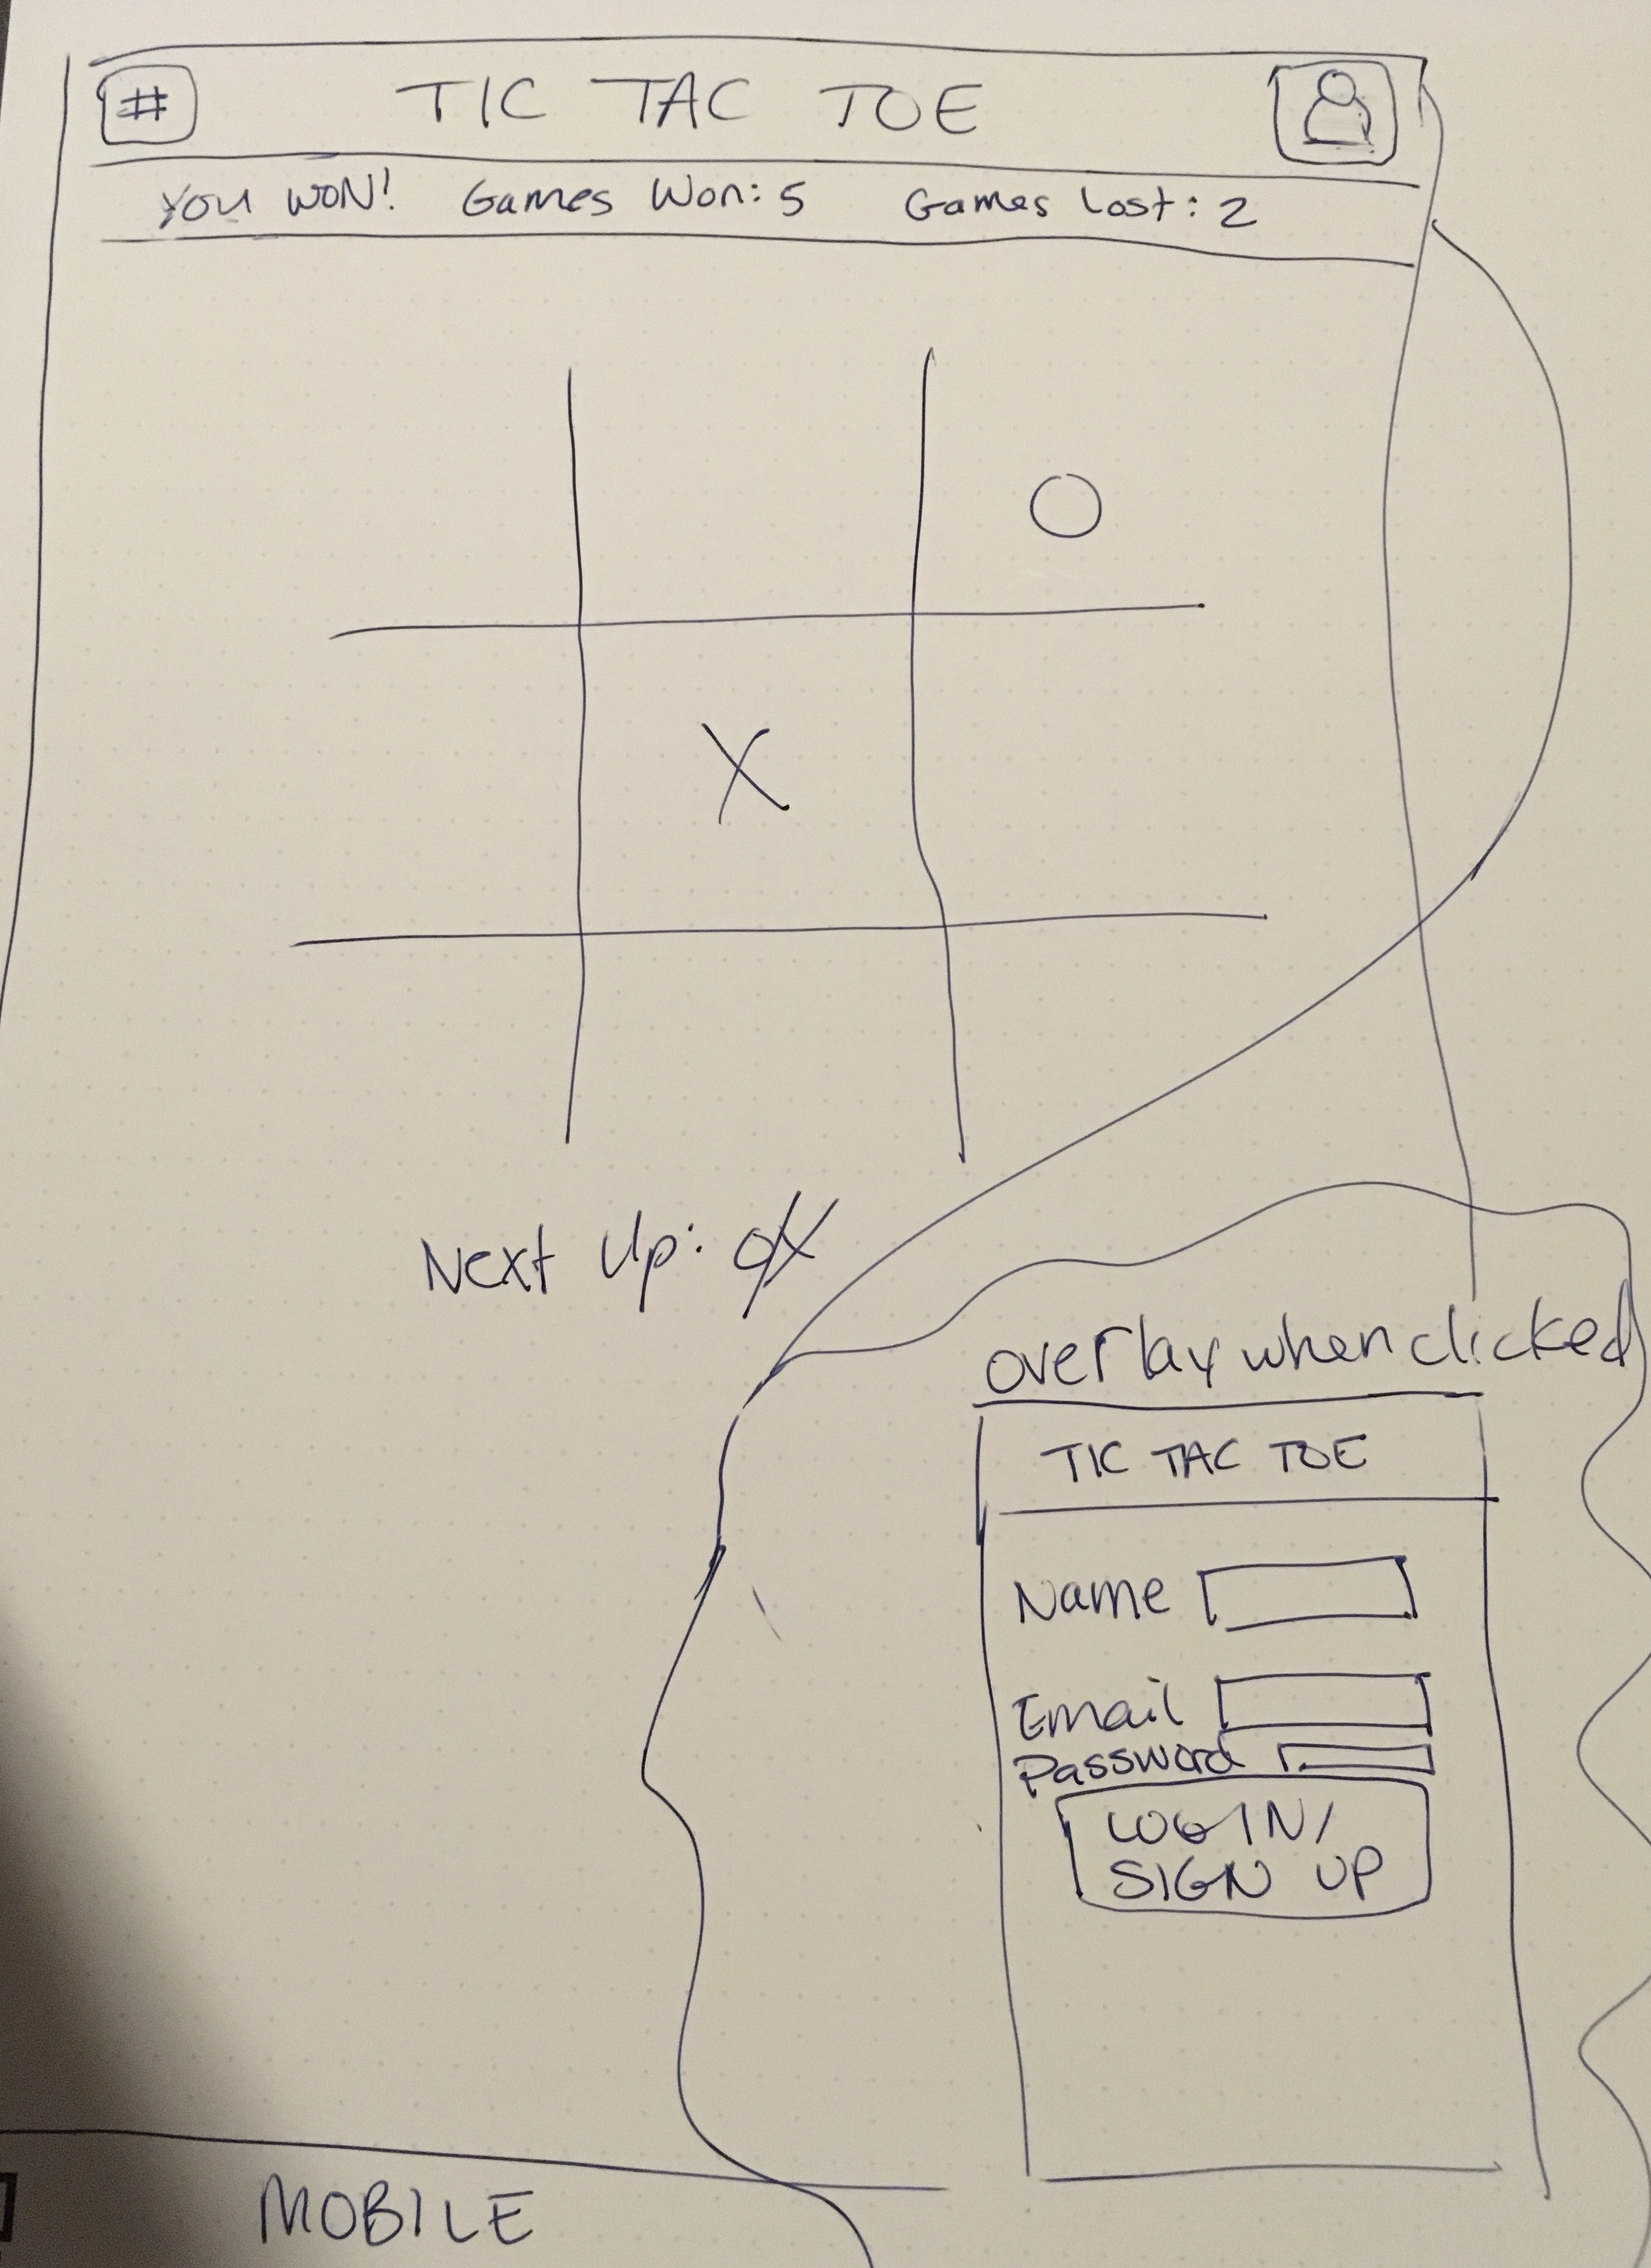 # TIC TAC TOE
YOU WON! Games Won: 5 Games Lost: 2
O
X
Next Up: O/X
overlay when clicked
TIC TAC TOE
Name
Email
Password
LOGIN/
SIGN UP
MOBILE